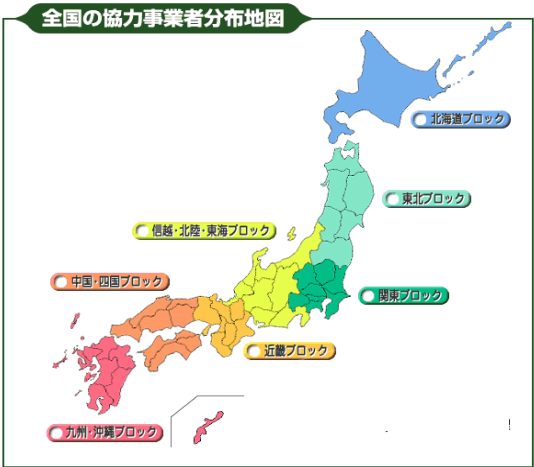 全国の協力事業者分布地図
北海道ブロック
東北ブロック
信越・北陸・東海ブロック
中国・四国ブロック
関東ブロック
近畿ブロック
九州・沖縄ブロック